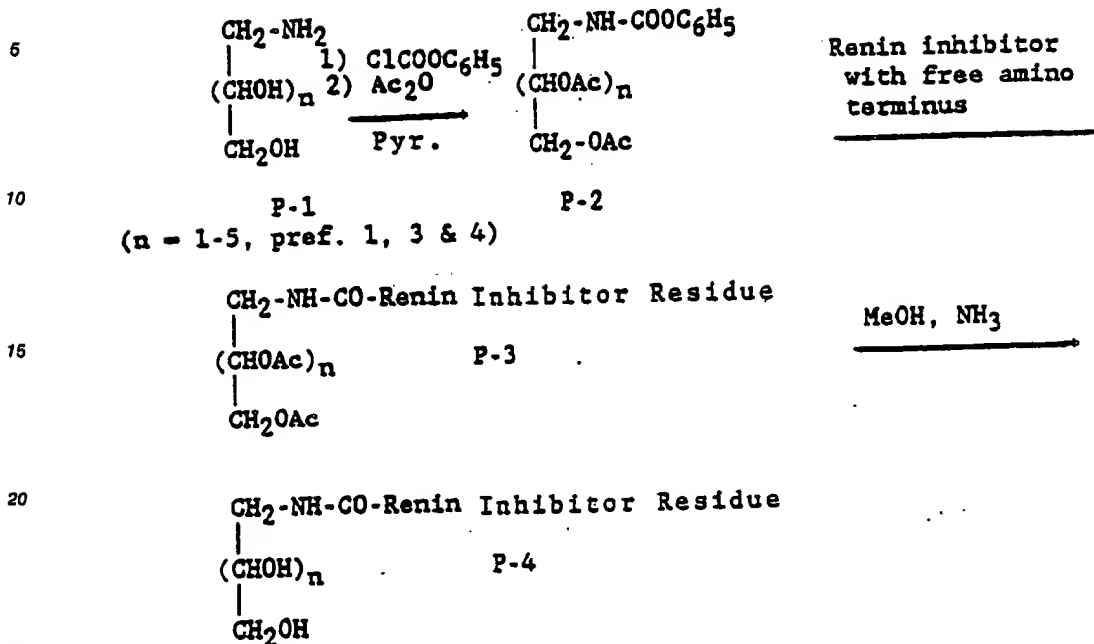 5
CH2-NH2
CH2-NH-COOC6H5
1) ClCOOC6H5
2) Ac2O
Renin inhibitor
with free amino
terminus
(CHOH)n
(CHOAc)n
Pyr.
CH2OH
CH2-OAc
10
P-1
P-2
(n = 1-5, pref. 1, 3 & 4)
CH2-NH-CO-Renin Inhibitor Residue
MeOH, NH3
15
(CHOAc)n
P-3
CH2OAc
20
CH2-NH-CO-Renin Inhibitor Residue
(CHOH)n
P-4
CH2OH